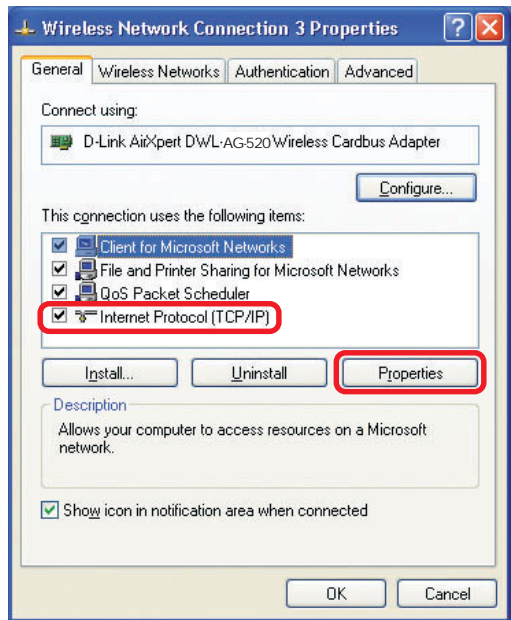 Wireless Network Connection 3 Properties
General Wireless Networks Authentication Advanced
Connect using:
D-Link AirXpert DWL-AG-520 Wireless Cardbus Adapter
Configure...
This connection uses the following items:
Client for Microsoft Networks
File and Printer Sharing for Microsoft Networks
QoS Packet Scheduler
Internet Protocol (TCP/IP)
Install... Uninstall Properties
Description
Allows your computer to access resources on a Microsoft
network.
Show icon in notification area when connected
OK Cancel